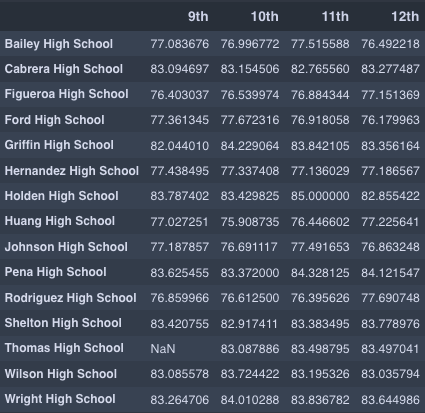 9th 10th 11th 12th
Bailey High School 77.083676 76.996772 77.515588 76.492218
Cabrera High School 83.094697 83.154506 82.765560 83.277487
Figueroa High School 76.403037 76.539974 76.884344 77.151369
Ford High School 77.361345 77.672316 76.918058 76.179963
Griffin High School 82.044010 84.229064 83.842105 83.356164
Hernandez High School 77.438495 77.337408 77.136029 77.186567
Holden High School 83.787402 83.429825 85.000000 82.855422
Huang High School 77.027251 75.908735 76.446602 77.225641
Johnson High School 77.187857 76.691117 77.491653 76.863248
Pena High School 83.625455 83.372000 84.328125 84.121547
Rodriguez High School 76.859966 76.612500 76.395626 77.690748
Shelton High School 83.420755 82.917411 83.383495 83.778976
Thomas High School NaN 83.087886 83.498795 83.497041
Wilson High School 83.085578 83.724422 83.195326 83.035794
Wright High School 83.264706 84.010288 83.836782 83.644986